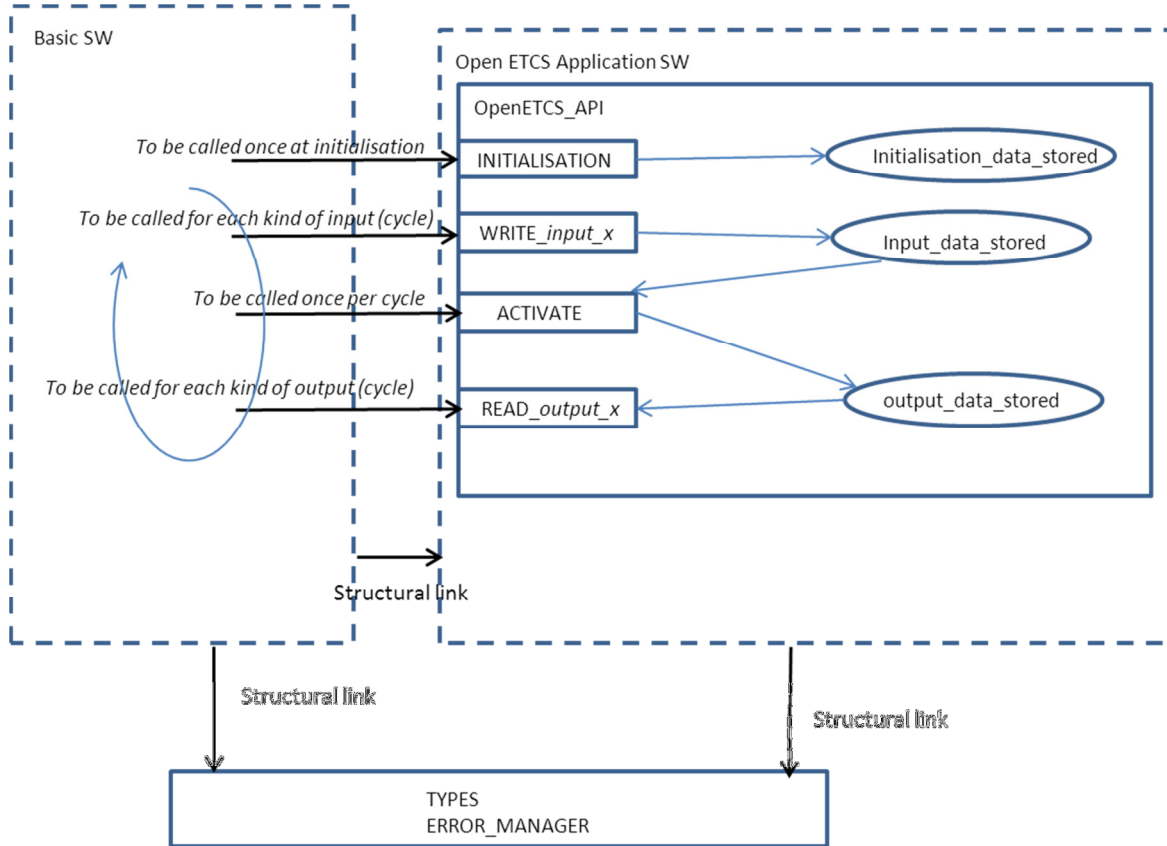 Basic SW
Open ETCS Application SW
OpenETCS_API
To be called once at initialisation
INITIALISATION
Initialisation_data_stored
To be called for each kind of input (cycle)
WRITE_input_x
Input_data_stored
To be called once per cycle
ACTIVATE
To be called for each kind of output (cycle)
READ_output_x
output_data_stored
Structural link
Structural link
Structural link
TYPES
ERROR_MANAGER